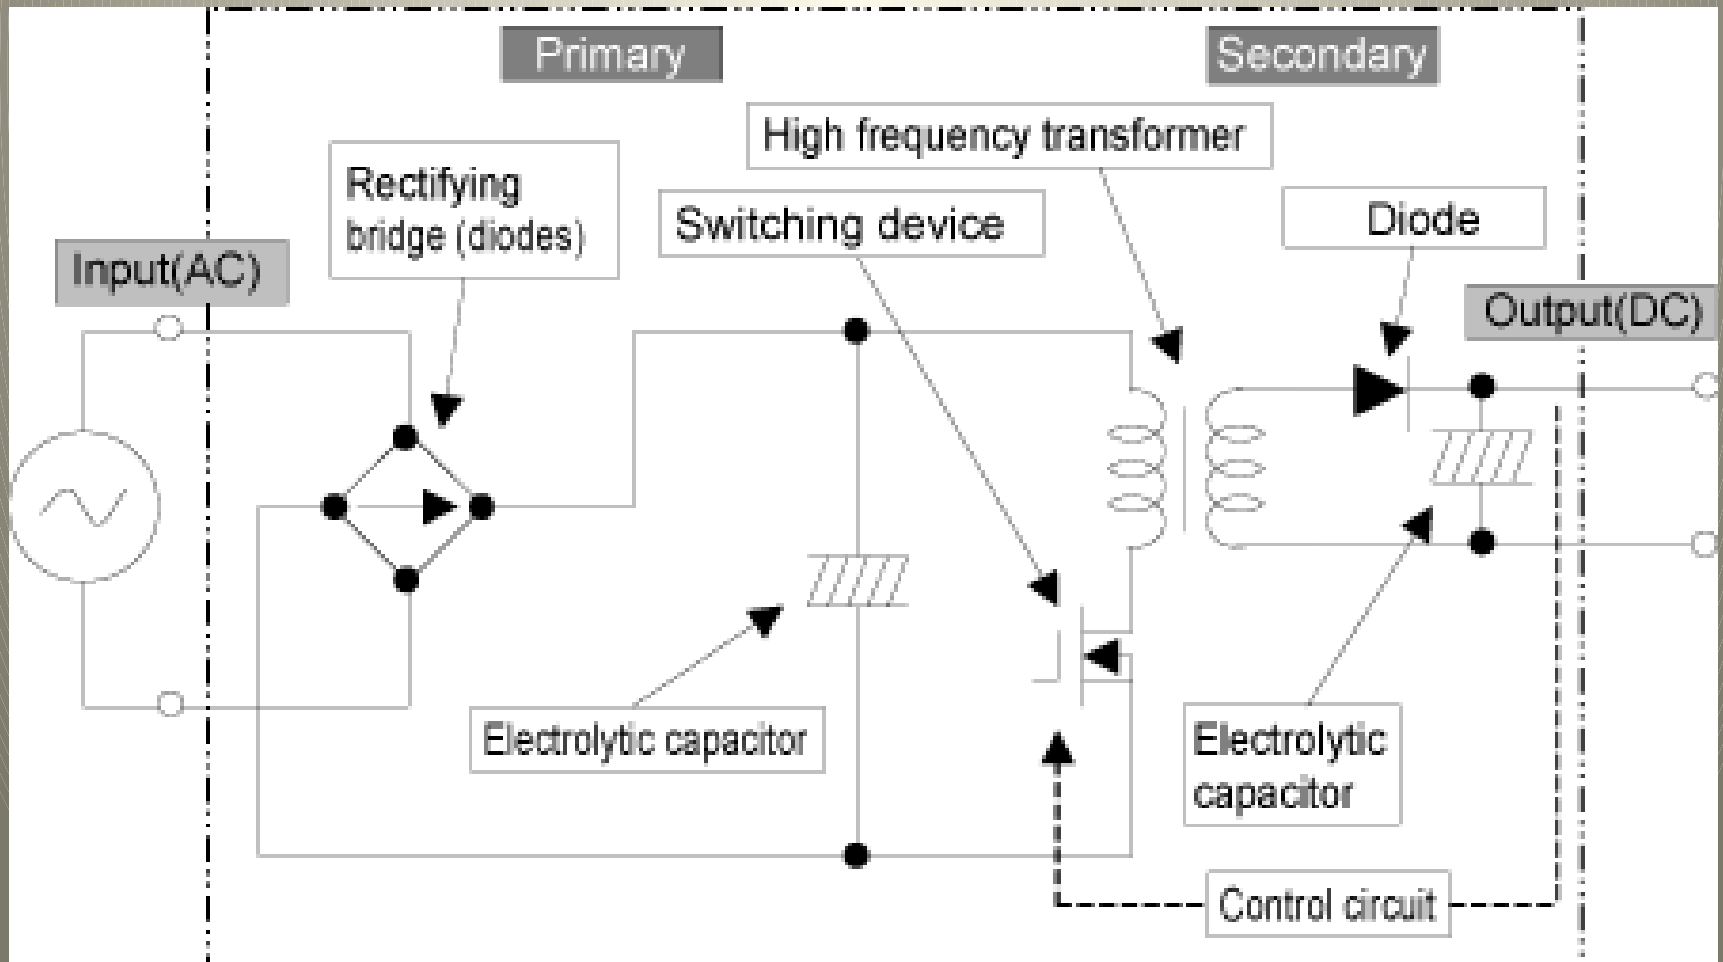 Primary
Secondary
High frequency transformer
Rectifying
bridge (diodes)
Switching device
Diode
Input(AC)
Output(DC)
Electrolytic capacitor
Electrolytic
capacitor
Control circuit